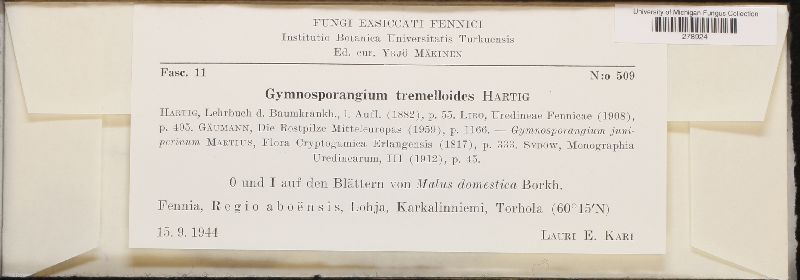 University of Michigan Fungus Collection
278924
FUNGI EXSICCATI FENNICI
Instituto Botanica Universitatis Turkuensis
Ed. cur. YRJÖ MÄKINEN
Fasc. 11 N:o 509
Gymnosporangium tremelloides HARTIG
HARTIG, Lehrbuch d. Baumkrankh., 1. Aufl. (1882), p. 55. LIRO, Uredineae Fennicae (1908),
p. 405. GÄUMANN, Die Rostpilze Mitteleuropas (1959), p. 1166. — Gymnosporangium juni-
perinum MARTIUS, Flora Cryptogamica Erlangensis (1817), p. 333. SYDOW, Monographia
Uredinearum, III (1912), p. 45.
0 und I auf den Blättern von Malus domestica Borkh.
Fennia, Regio aboënsis, Lohja, Karkalinniemi, Torhola (60°15'N)
15. 9. 1944 LAURI E. KARI